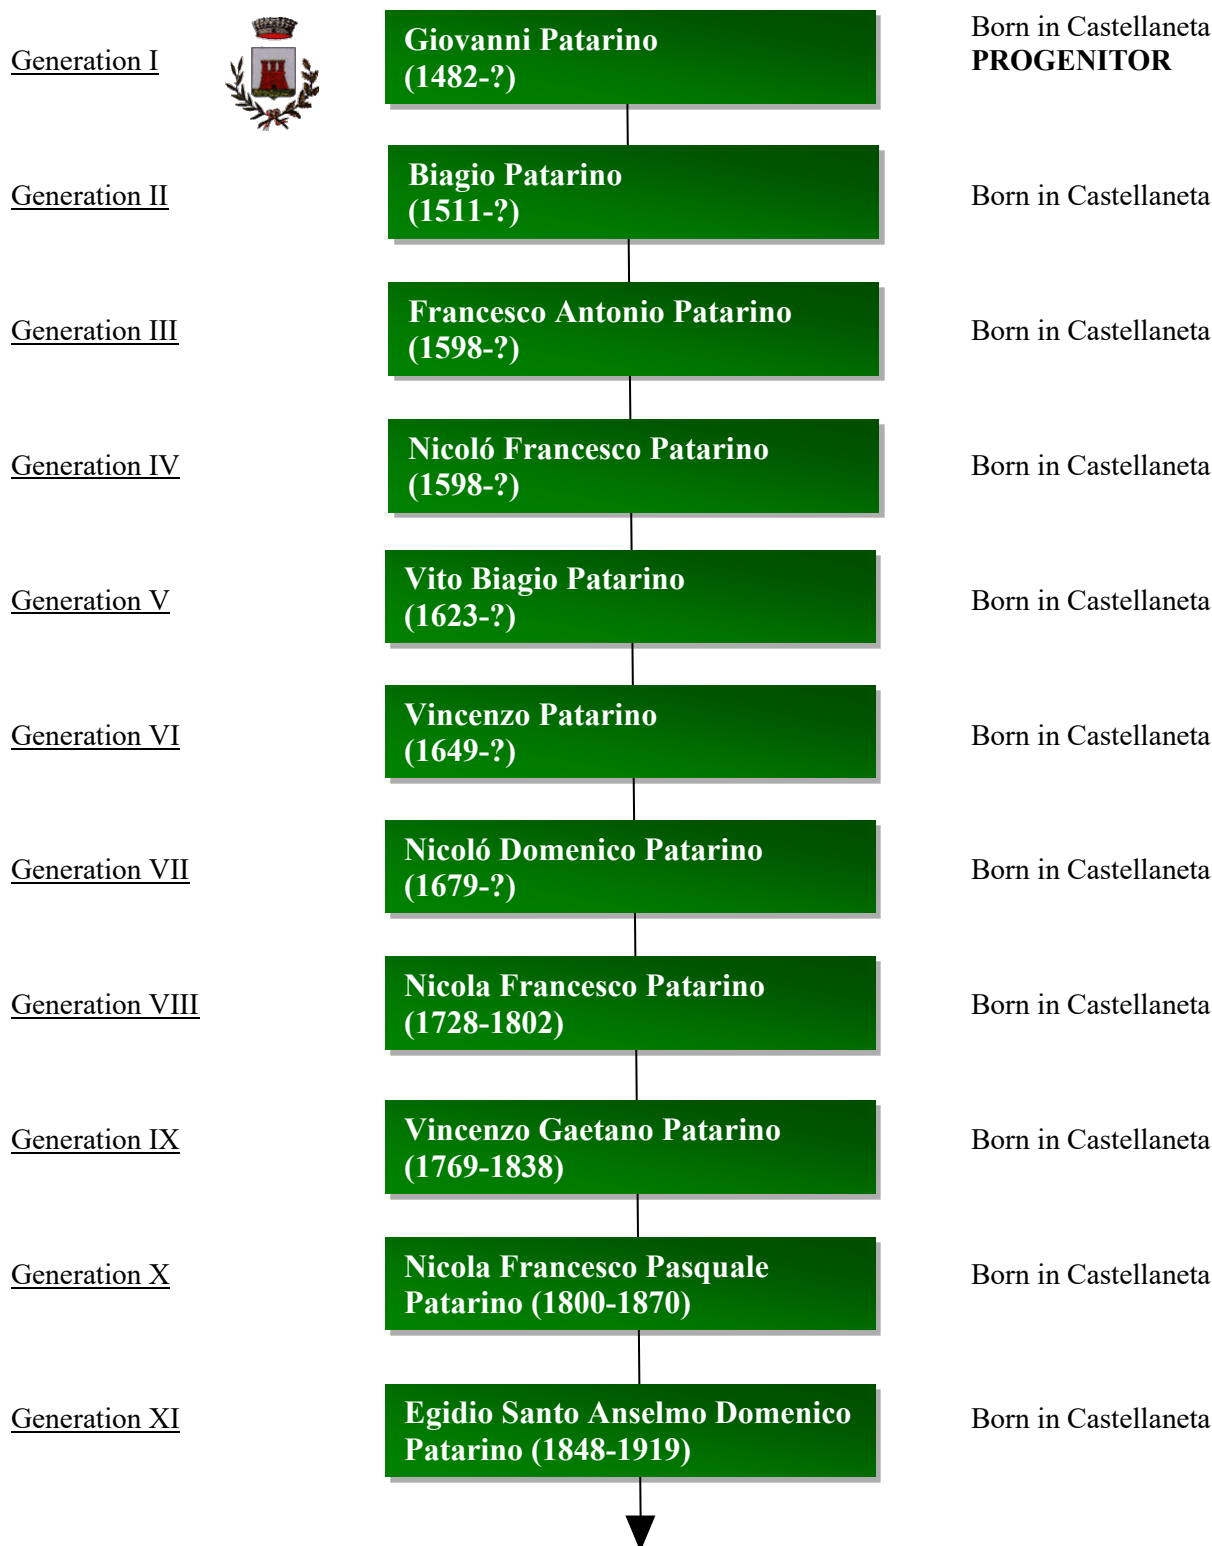 Generation I
Giovanni Patarino
(1482-?)
Born in Castellaneta
PROGENITOR
Generation II
Biagio Patarino
(1511-?)
Born in Castellaneta
Generation III
Francesco Antonio Patarino
(1598-?)
Born in Castellaneta
Generation IV
Nicoló Francesco Patarino
(1598-?)
Born in Castellaneta
Generation V
Vito Biagio Patarino
(1623-?)
Born in Castellaneta
Generation VI
Vincenzo Patarino
(1649-?)
Born in Castellaneta
Generation VII
Nicoló Domenico Patarino
(1679-?)
Born in Castellaneta
Generation VIII
Nicola Francesco Patarino
(1728-1802)
Born in Castellaneta
Generation IX
Vincenzo Gaetano Patarino
(1769-1838)
Born in Castellaneta
Generation X
Nicola Francesco Pasquale
Patarino (1800-1870)
Born in Castellaneta
Generation XI
Egidio Santo Anselmo Domenico
Patarino (1848-1919)
Born in Castellaneta